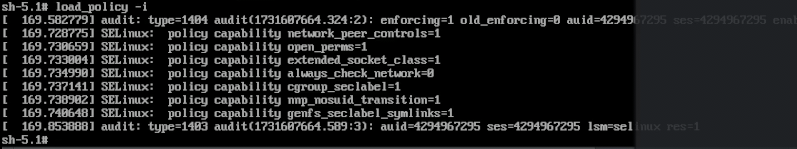 sh-5.1# load_policy -i
[  169.582779] audit: type=1404 audit(1731607664.324:2): enforcing=1 old_enforcing=0 auid=4294967295 ses=4294967295 enab
[  169.728775] SELinux:  policy capability network_peer_controls=1
[  169.730659] SELinux:  policy capability open_perms=1
[  169.733004] SELinux:  policy capability extended_socket_class=1
[  169.734990] SELinux:  policy capability always_check_network=0
[  169.737141] SELinux:  policy capability cgroup_seclabel=1
[  169.738902] SELinux:  policy capability nnp_nosuid_transition=1
[  169.740648] SELinux:  policy capability genfs_seclabel_symlinks=1
[  169.853888] audit: type=1403 audit(1731607664.589:3): auid=4294967295 ses=4294967295 lsm=selinux res=1
sh-5.1#